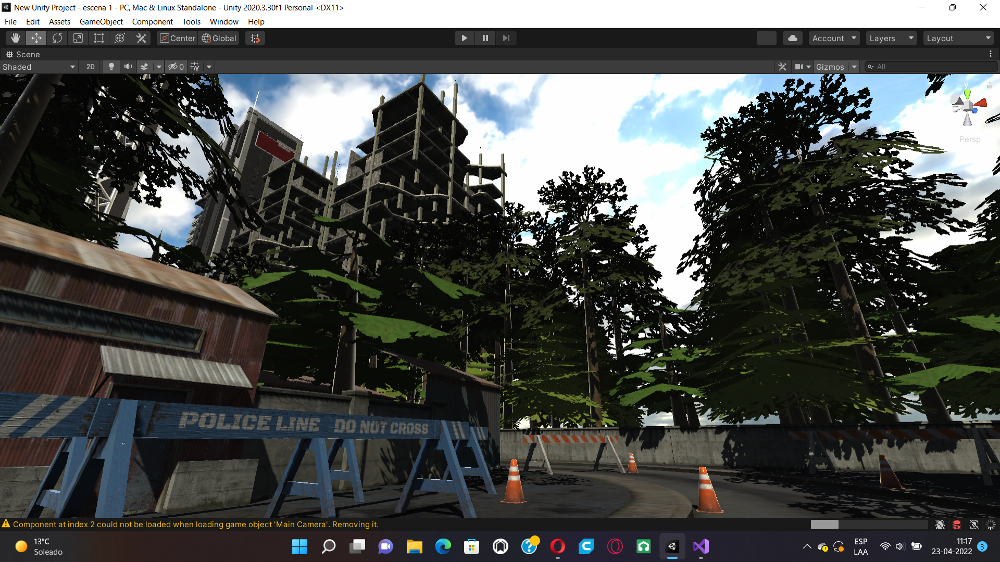 New Unity Project - escena 1 - PC, Mac & Linux Standalone - Unity 2020.3.30f1 Personal <DX11>
File Edit Assets GameObject Component Tools Window Help
Center Global Account Layers Layout
Scene
Shaded 2D 0 Gizmos All
y
Persp
POLICE LINE DO NOT CROSS
Component at index 2 could not be loaded when loading game object 'Main Camera'. Removing it.
13°C
Soleado
ESP
LAA
11:17
23-04-2022
3